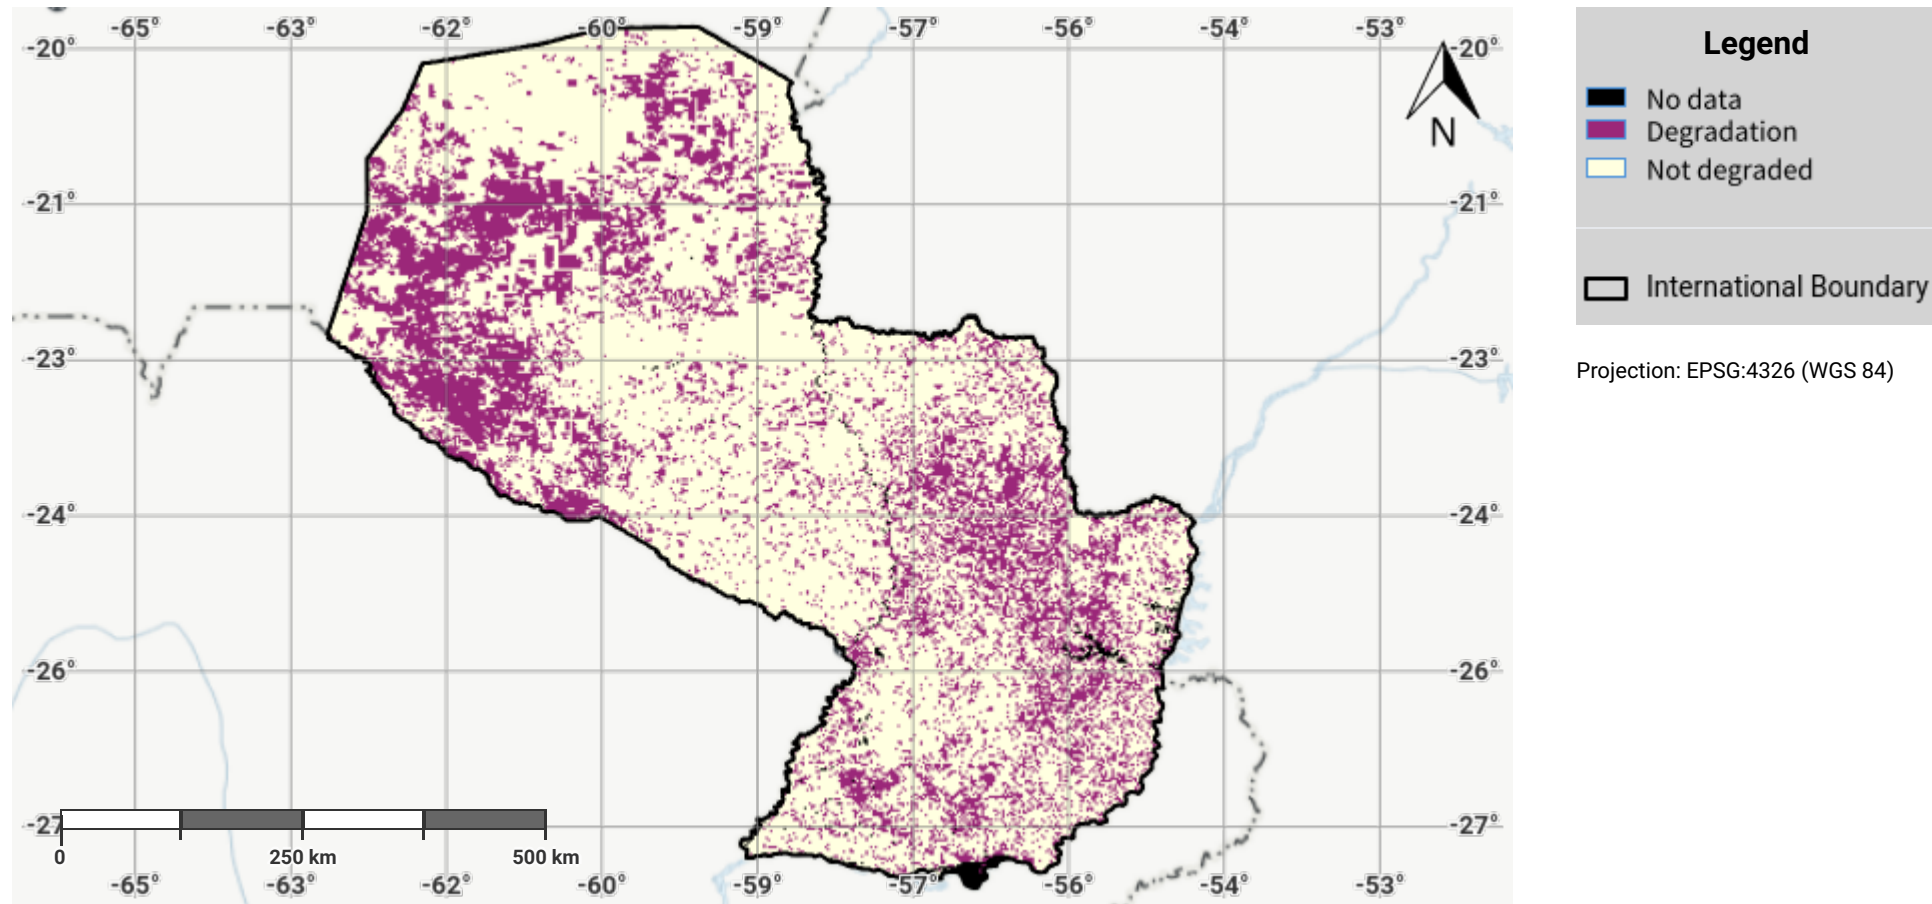 -65° -63° -62° -60° -59° -57° -56° -54° -53°
-20° -20°
-21° -21°
-23° -23°
-24° -24°
-26° -26°
-27 -27°
0 250 km 500 km
-65° -63° -62° -60° -59° -57° -56° -54° -53°
N
Legend
No data
Degradation
Not degraded
International Boundary
Projection: EPSG:4326 (WGS 84)